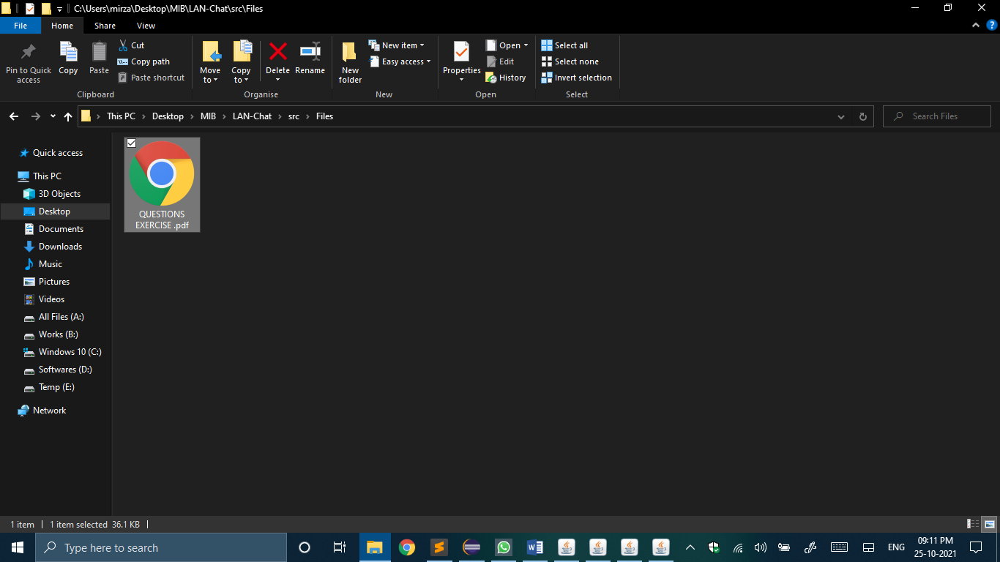 C:\Users\mirza\Desktop\MIB\LAN-Chat\src\Files
File Home Share View
Pin to Quick access
Copy
Paste
Cut
Copy path
Paste shortcut
Clipboard
Move to
Copy to
Delete
Rename
Organise
New folder
New item
Easy access
New
Properties
Open
Edit
History
Open
Select all
Select none
Invert selection
Select
This PC > Desktop > MIB > LAN-Chat > src > Files
Search Files
Quick access
This PC
3D Objects
Desktop
Documents
Downloads
Music
Pictures
Videos
All Files (A:)
Works (B:)
Windows 10 (C:)
Softwares (D:)
Temp (E:)
Network
QUESTIONS
EXERCISE .pdf
1 item | 1 item selected 36.1 KB |
Type here to search
W
ENG
09:11 PM
25-10-2021